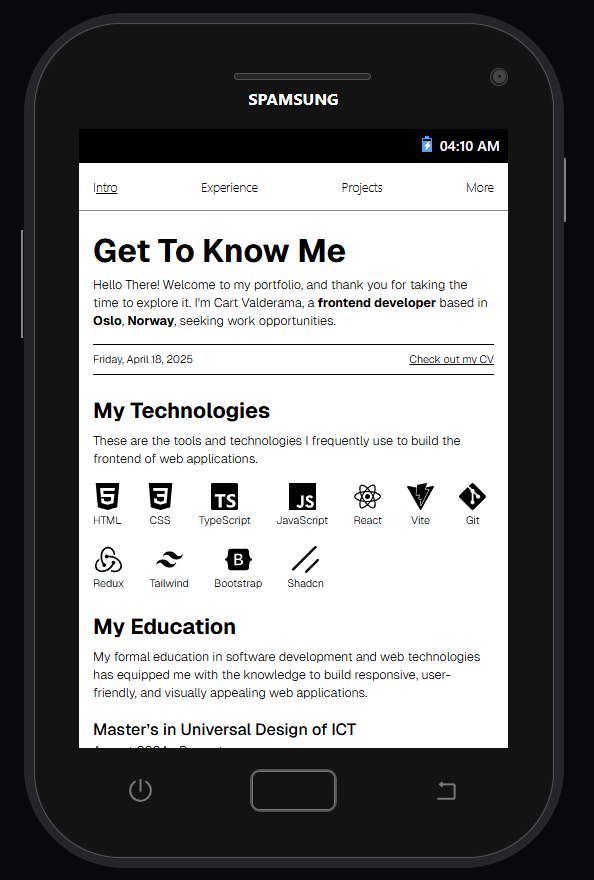 SPAMSUNG
04:10 AM
Intro Experience Projects More
Get To Know Me
Hello There! Welcome to my portfolio, and thank you for taking the
time to explore it. I'm Cart Valderama, a frontend developer based in
Oslo, Norway, seeking work opportunities.
Friday, April 18, 2025 Check out my CV
My Technologies
These are the tools and technologies I frequently use to build the
frontend of web applications.
5 3 TS JS
HTML CSS TypeScript JavaScript React Vite Git
B
Redux Tailwind Bootstrap Shadcn
My Education
My formal education in software development and web technologies
has equipped me with the knowledge to build responsive, user-
friendly, and visually appealing web applications.
Master's in Universal Design of ICT